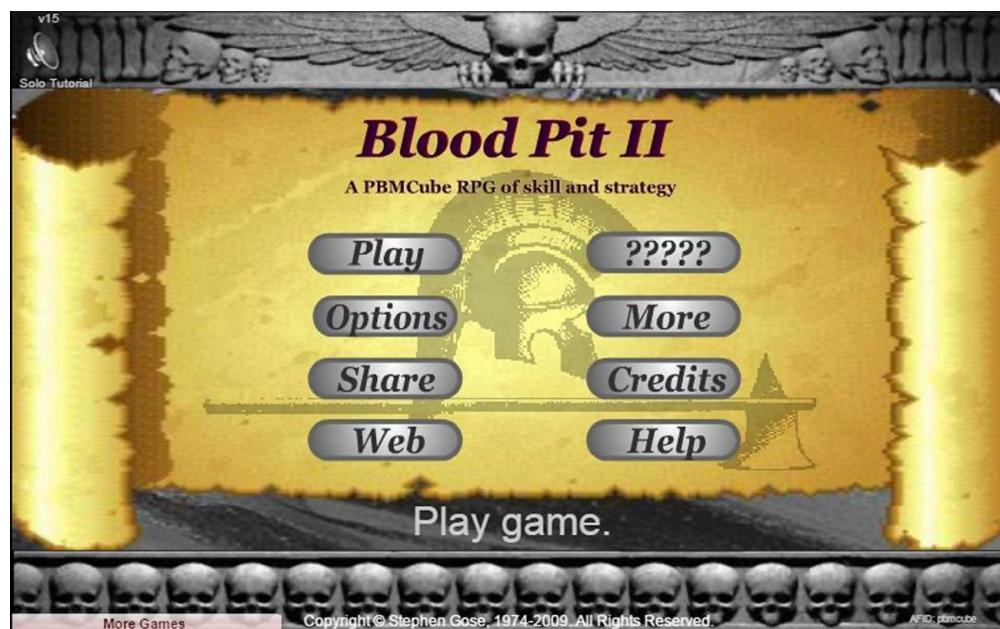 v15
Solo Tutorial
Blood Pit II
A PBMCube RPG of skill and strategy
Play
?????
Options
More
Share
Credits
Web
Help
Play game.
More Games
Copyright © Stephen Gose, 1974-2009. All Rights Reserved.
AFID: pbmcube